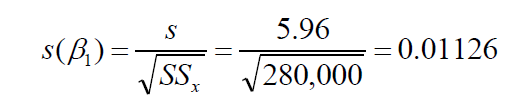 s(β₁) = s / √SSₓ = 5.96 / √280,000 = 0.01126